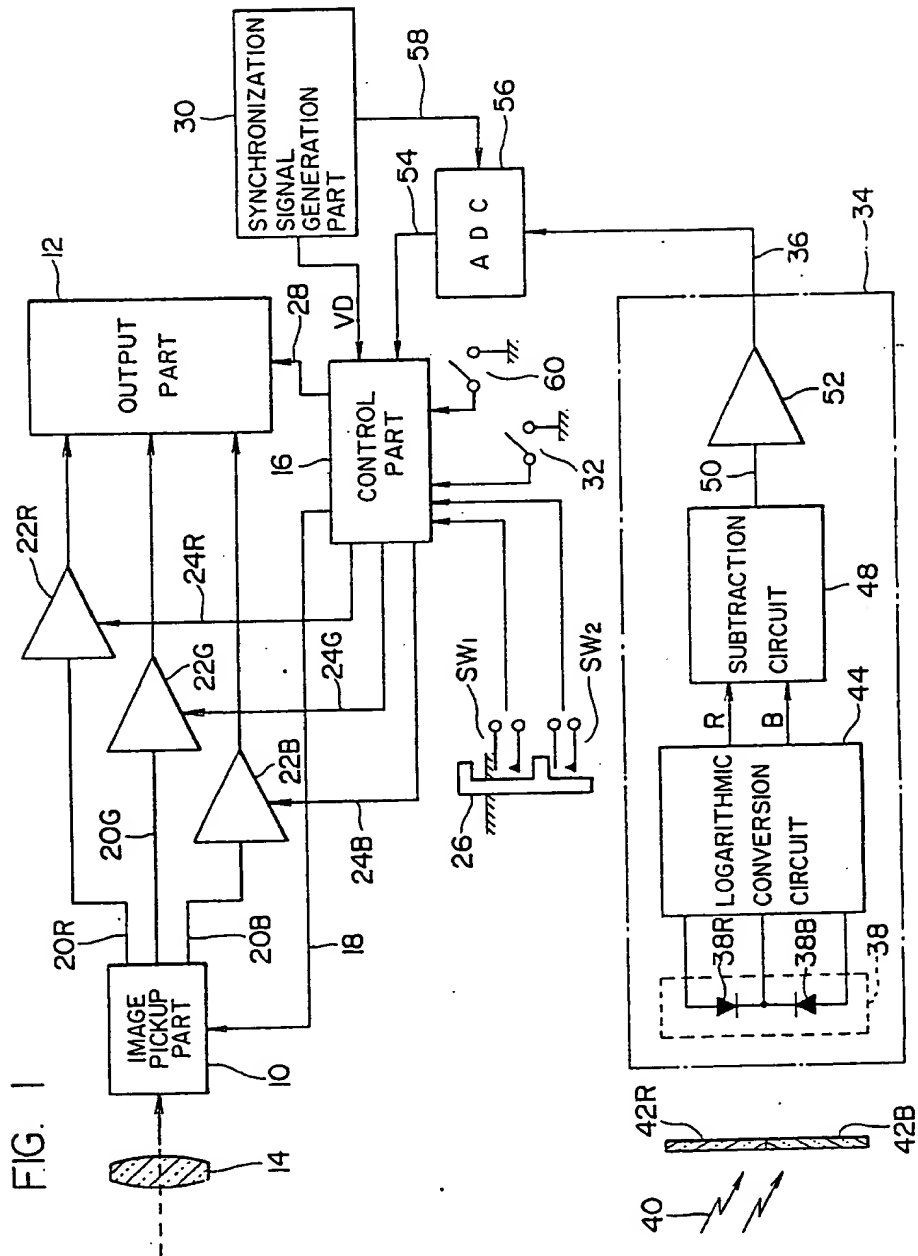 FIG. 1
14
IMAGE
PICKUP
PART
10
20R
20G
20B
18
22R
22G
22B
24R
24G
24B
OUTPUT
PART
12
28
SYNCHRONIZATION
SIGNAL
GENERATION
PART
30
58
VD
16
CONTROL
PART
54
ADC
56
60
32
26
SW1
SW2
36
34
40
42R
42B
38R
38B
38
LOGARITHMIC
CONVERSION
CIRCUIT
44
R
B
SUBTRACTION
CIRCUIT
48
50
52